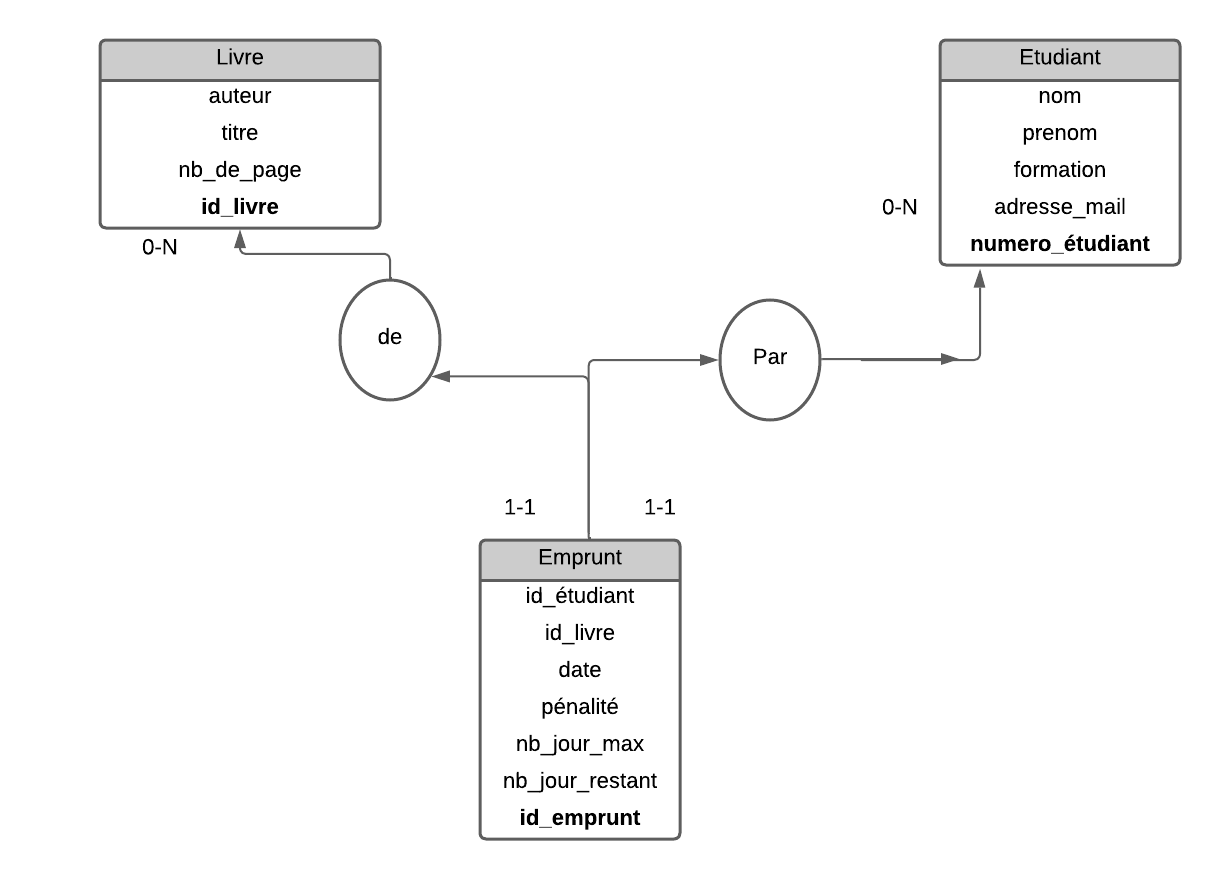 Livre
auteur
titre
nb_de_page
id_livre
0-N
Etudiant
nom
prenom
formation
adresse_mail
numero_étudiant
0-N
de
Par
1-1
1-1
Emprunt
id_étudiant
id_livre
date
pénalité
nb_jour_max
nb_jour_restant
id_emprunt